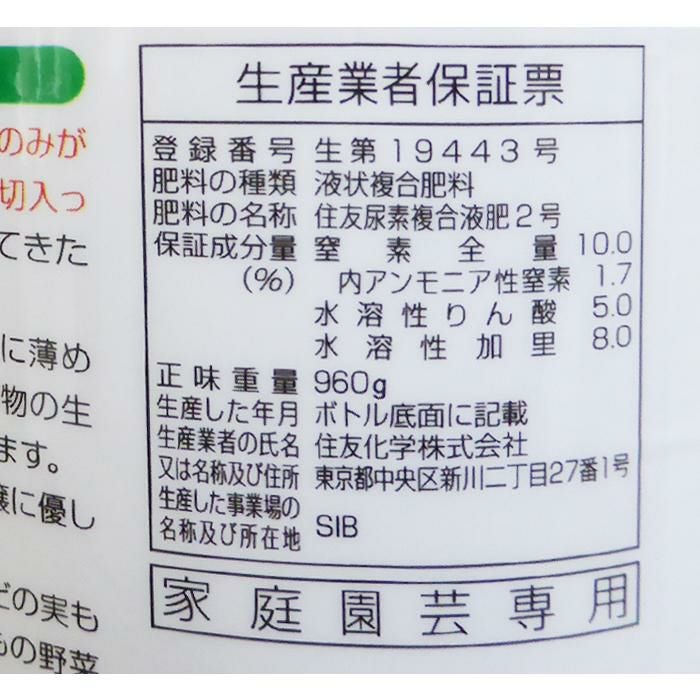 のみが
切入っ
てきた
に薄め
物の生
ます。
に優し
どの実も
もの野菜
生産業者保証票
登録番号 生第19443号
肥料の種類 液状複合肥料
肥料の名称 住友尿素複合液肥2号
保証成分量 窒素全量 10.0
(%) 内アンモニア性窒素 1.7
水溶性りん酸 5.0
水溶性加里 8.0
正味重量 960g
生産した年月 ボトル底面に記載
生産業者の氏名 住友化学株式会社
又は名称及び住所 東京都中央区新川二丁目27番1号
生産した事業場の
名称及び所在地 SIB
家庭園芸専用